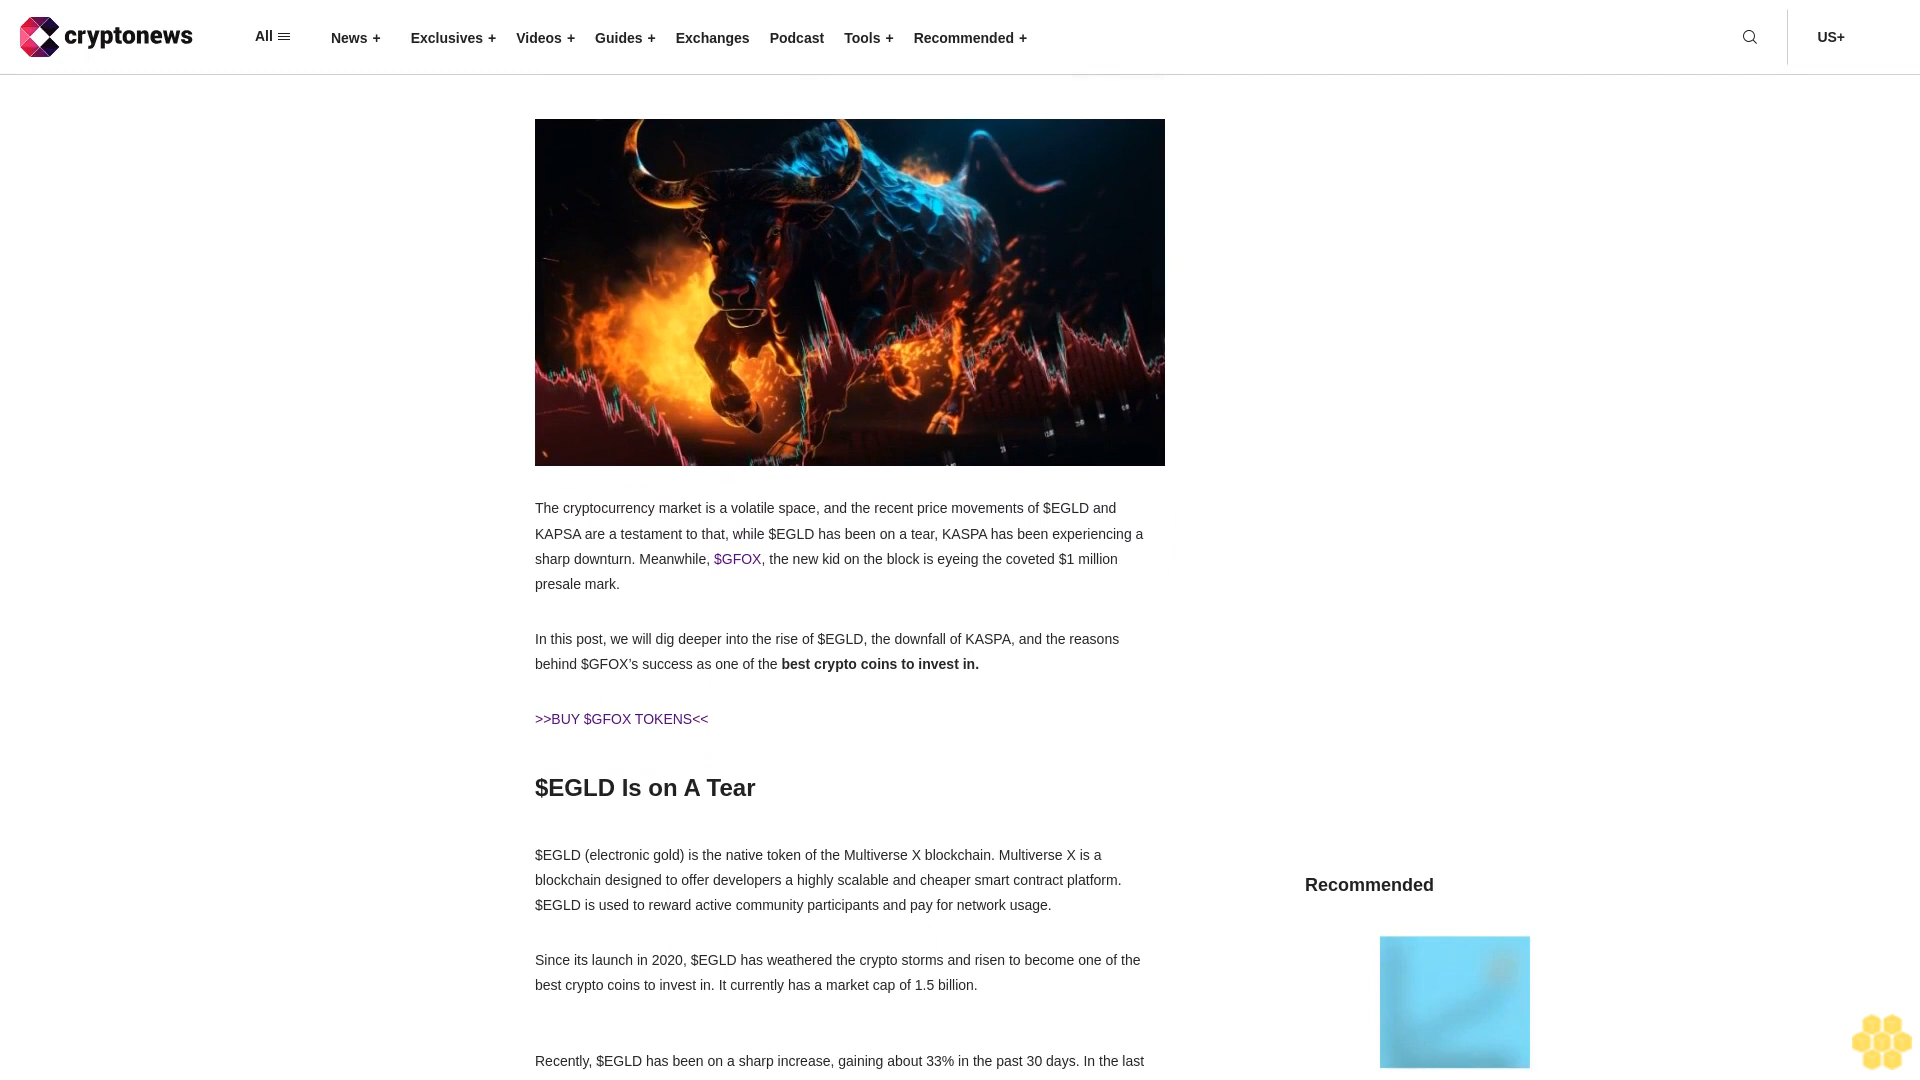 cryptonews
All
News +
Exclusives +
Videos +
Guides +
Exchanges
Podcast
Tools +
Recommended +
US+
The cryptocurrency market is a volatile space, and the recent price movements of $EGLD and
KAPSA are a testament to that, while $EGLD has been on a tear, KASPA has been experiencing a
sharp downturn. Meanwhile, $GFOX, the new kid on the block is eyeing the coveted $1 million
presale mark.
In this post, we will dig deeper into the rise of $EGLD, the downfall of KASPA, and the reasons
behind $GFOX’s success as one of the best crypto coins to invest in.
>>BUY $GFOX TOKENS<<
$EGLD Is on A Tear
$EGLD (electronic gold) is the native token of the Multiverse X blockchain. Multiverse X is a
blockchain designed to offer developers a highly scalable and cheaper smart contract platform.
$EGLD is used to reward active community participants and pay for network usage.
Recommended
Since its launch in 2020, $EGLD has weathered the crypto storms and risen to become one of the
best crypto coins to invest in. It currently has a market cap of 1.5 billion.
Recently, $EGLD has been on a sharp increase, gaining about 33% in the past 30 days. In the last